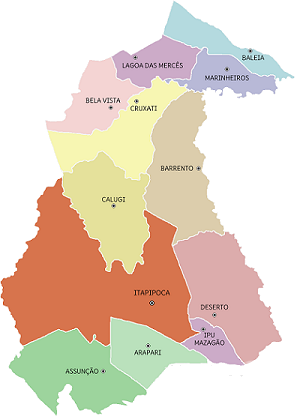 BALEIA
LAGOA DAS MERCÊS
MARINHEIROS
BELA VISTA
CRUXATI
BARRENTO
CALUGI
ITAPIPOCA
DESERTO
IPU
MAZAGÃO
ARAPARI
ASSUNÇÃO